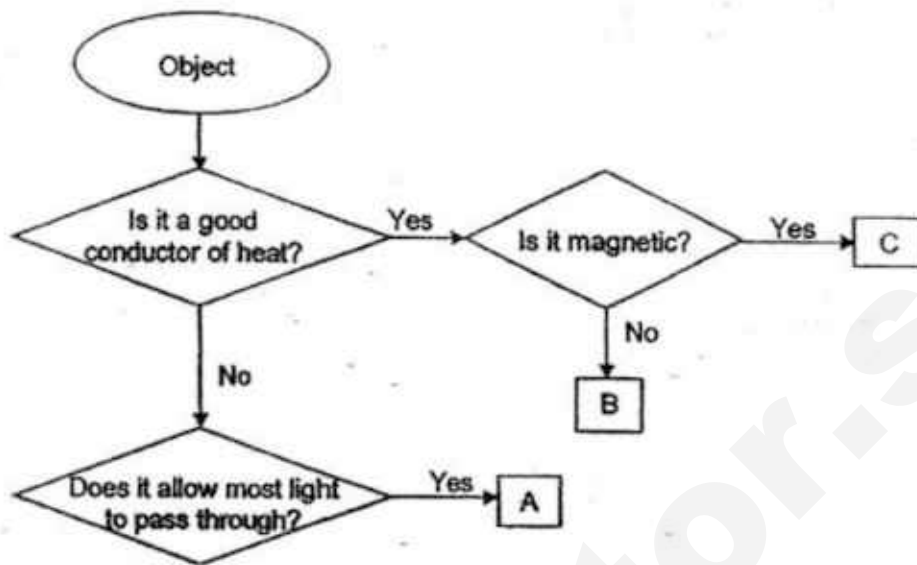 Object
Is it a good
conductor of heat?
Yes
Is it magnetic?
Yes
C
No
B
No
Does it allow most light
to pass through?
Yes
A